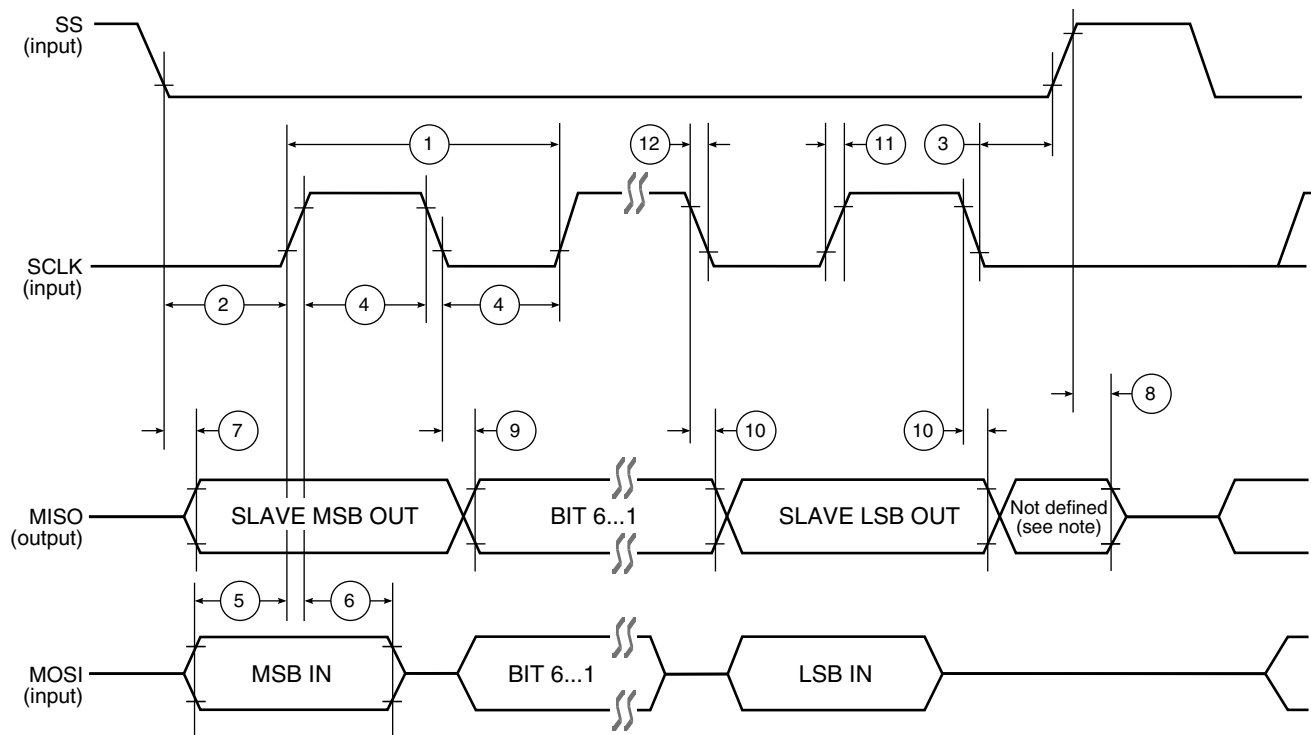 SS
(input)
1
12
11
3
SCLK
(input)
2
4
4
7
9
10
10
8
MISO
(output)
SLAVE MSB OUT
BIT 6...1
SLAVE LSB OUT
Not defined
(see note)
5
6
MOSI
(input)
MSB IN
BIT 6...1
LSB IN